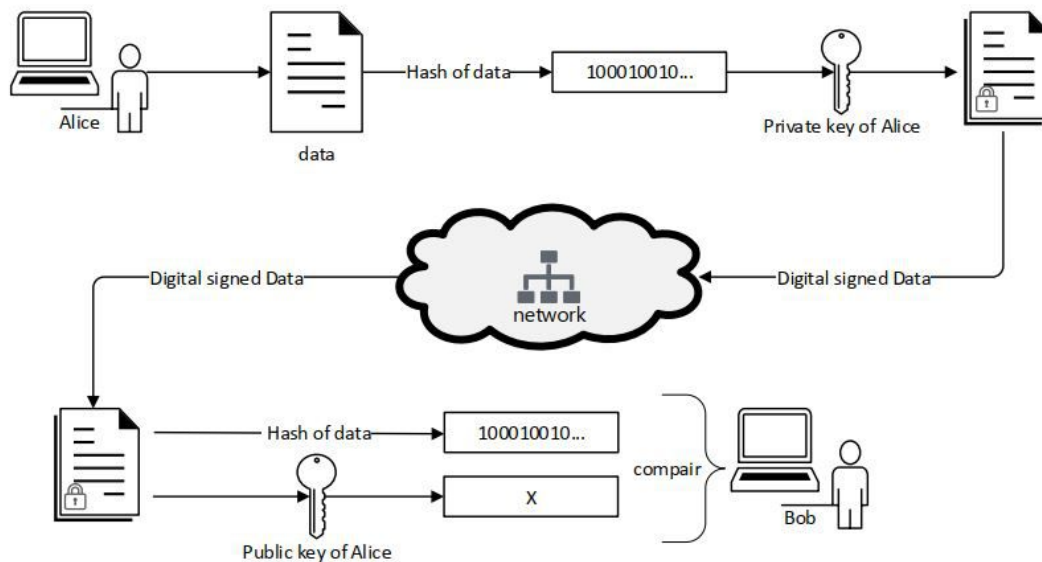 Alice
data
Hash of data
100010010...
Private key of Alice
Digital signed Data
network
Digital signed Data
Hash of data
100010010...
Public key of Alice
X
compair
Bob